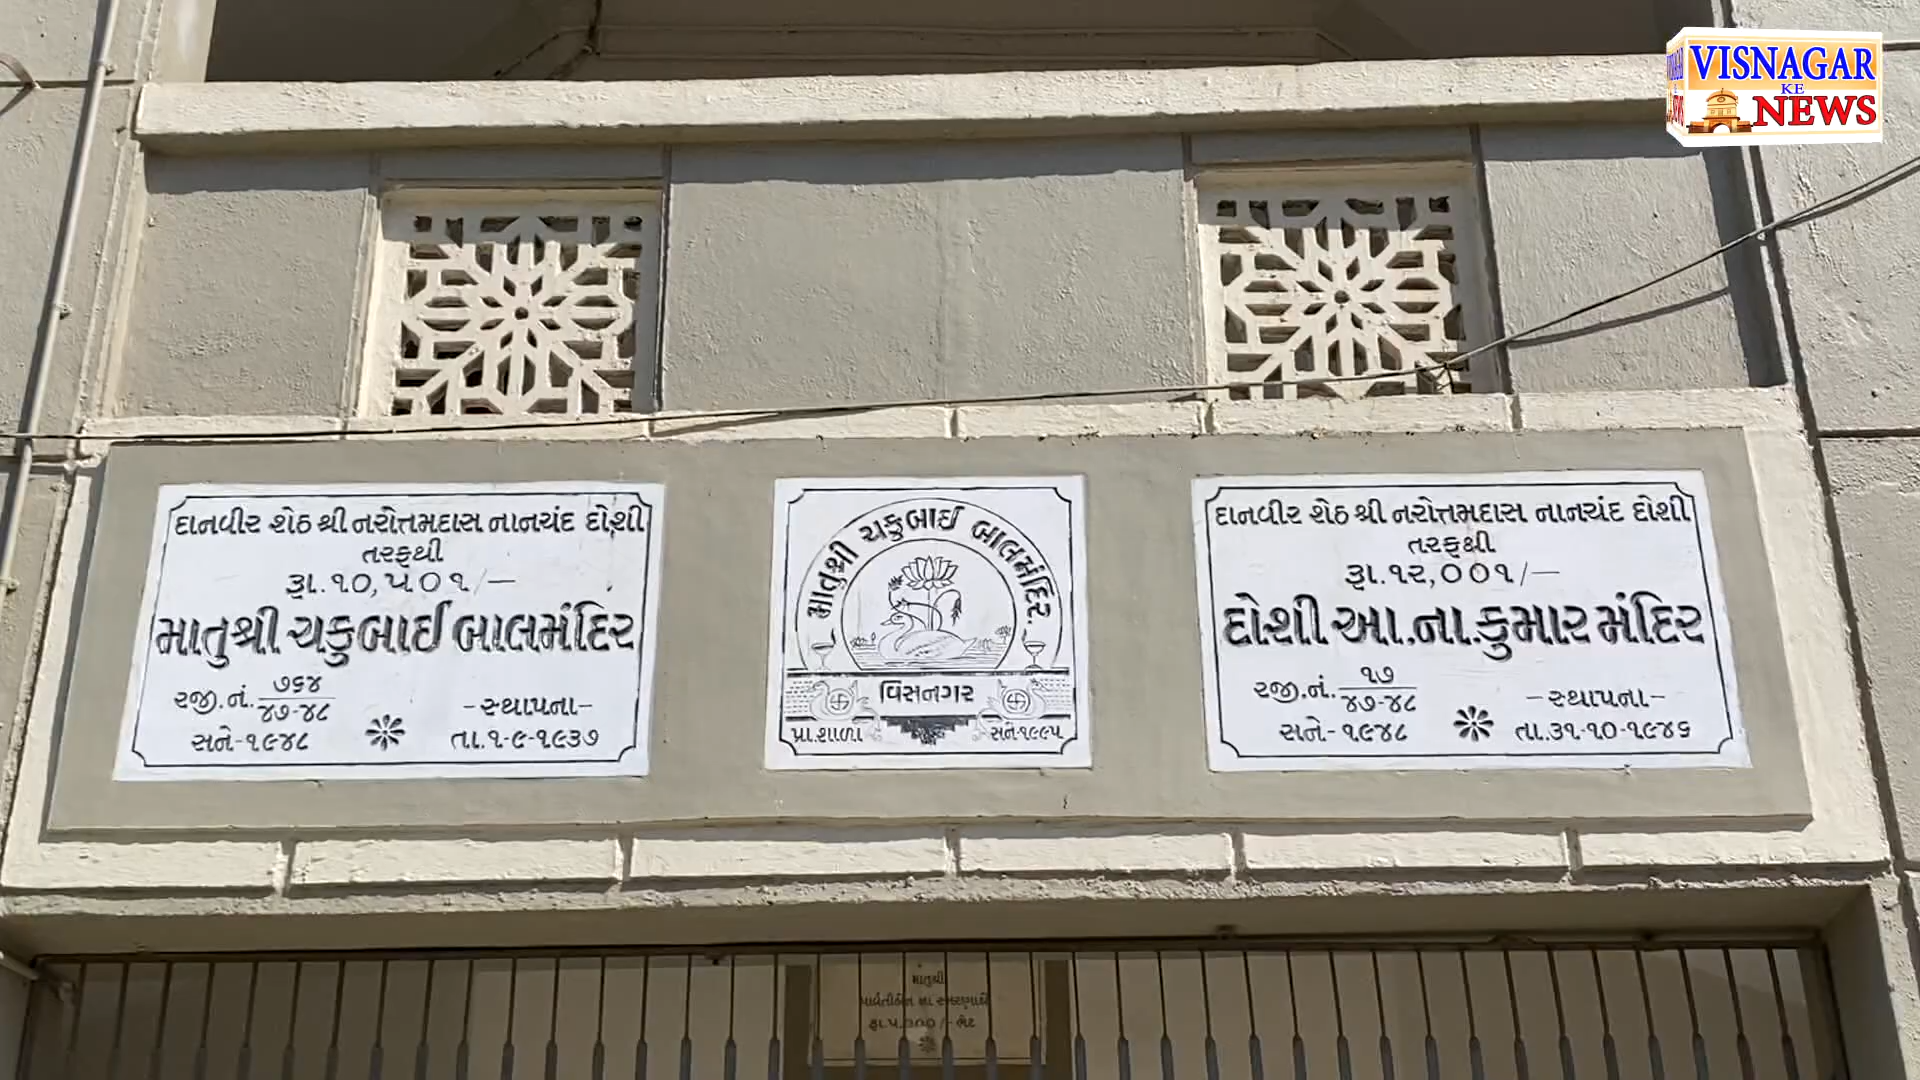 VISNAGAR
KE
NEWS
દાનવીર શેઠ શ્રી નરોત્તમદાસ નાનચંદ દોશી
તરફથી
રૂા.૧૦,૫૦૧/—
માતુશ્રી ચકુબાઈ બાલમંદિર
રજી.નં. ૭૬૪
૪૭-૪૮
સને-૧૯૪૮
-સ્થાપના-
તા.૧-૯-૧૯૩૭
માતુશ્રી ચકુબાઈ બાલમંદિર.
વિસનગર
પ્રા.શાળા
સને-૧૯૯૫
દાનવીર શેઠ શ્રી નરોત્તમદાસ નાનચંદ દોશી
તરફથી
રૂા.૧૨,૦૦૧/—
દોશી આ.ના.કુમાર મંદિર
રજી.નં. ૧૭
૪૭-૪૮
સને- ૧૯૪૮
-સ્થાપના-
તા.૩૧-૧૦-૧૯૪૬
માતુશ્રી